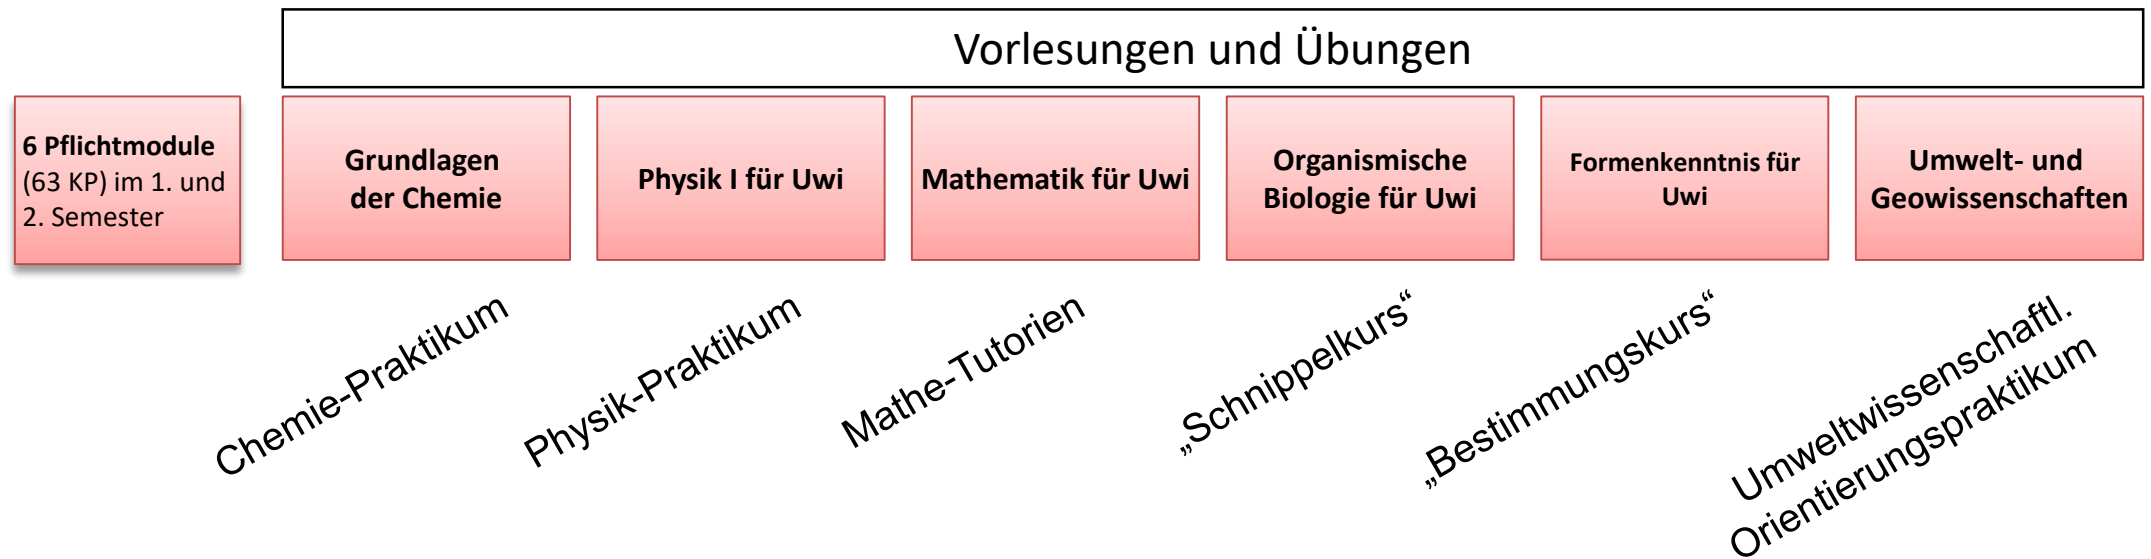 Vorlesungen und Übungen
6 Pflichtmodule
(63 KP) im 1. und
2. Semester
Grundlagen
der Chemie
Physik I für Uwi
Mathematik für Uwi
Organismische
Biologie für Uwi
Formenkenntnis für
Uwi
Umwelt- und
Geowissenschaften
Chemie-Praktikum
Physik-Praktikum
Mathe-Tutorien
„Schnippelkurs“
„Bestimmungskurs“
Umweltwissenschaftl.
Orientierungspraktikum